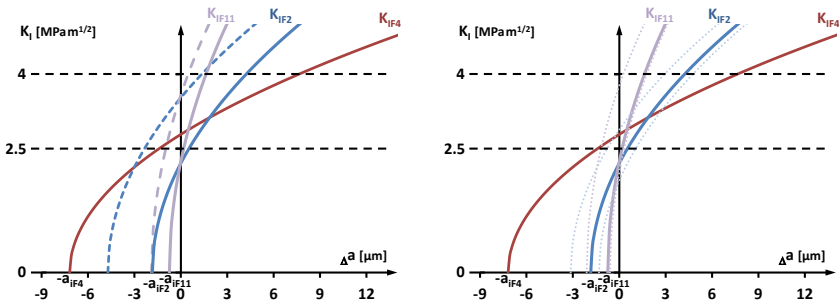 K_I [MPam^1/2]
K_IF11
K_IF2
K_IF4
4
2.5
0
-a_iF4
-a_iF2
-a_iF11
Δa [µm]
-9 -6 -3 0 3 6 9 12
K_I [MPam^1/2]
K_IF11
K_IF2
K_IF4
4
2.5
0
-a_iF4
-a_iF2
-a_iF11
Δa [µm]
-9 -6 -3 0 3 6 9 12